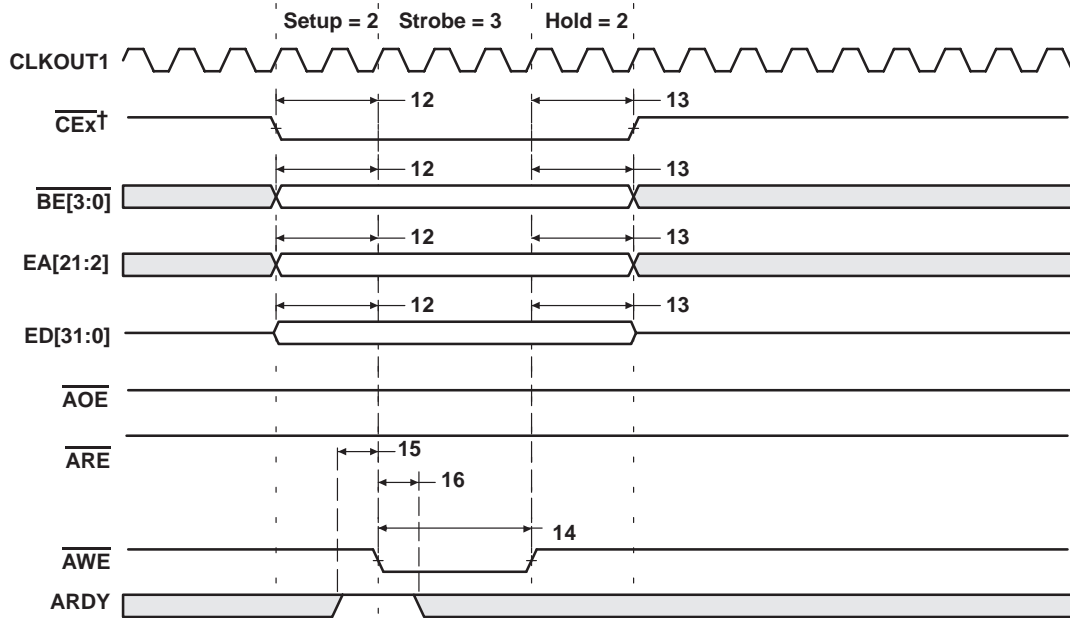 Setup = 2 Strobe = 3 Hold = 2
CLKOUT1
12 13
CEx†
12 13
BE[3:0]
12 13
EA[21:2]
12 13
ED[31:0]
AOE
ARE
15
16
14
AWE
ARDY